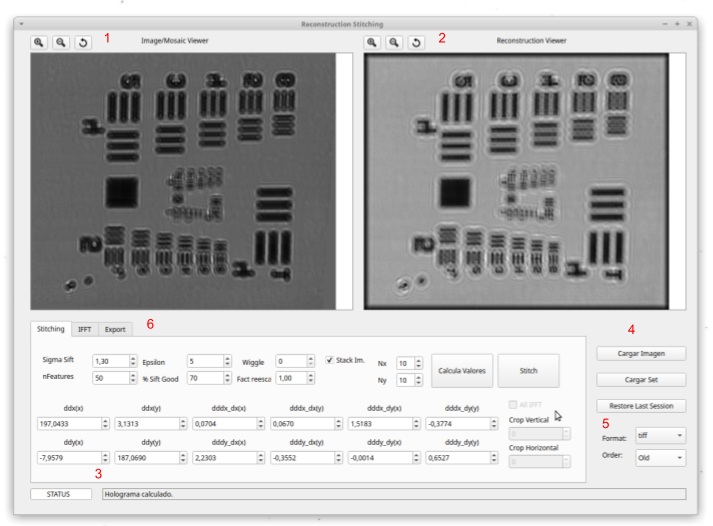 Reconstruction Stitching
1
Image/Mosaic Viewer
2
Reconstruction Viewer
6
Stitching IFFT Export
4
Sigma Sift 1,30 Epsilon 5 Wiggle 0 Stack Im. Nx 10
nFeatures 50 % Sift Good 70 Fact reesca 1,00 Ny 10
Calcula Valores
Stitch
Cargar Imagen
Cargar Set
Restore Last Session
ddx(x) ddx(y) dddx_dx(x) dddx_dx(y) dddx_dy(x) dddx_dy(y)
197,0433 3,1313 0,0704 0,0670 1,5183 -0,3774
ddy(x) ddy(y) dddy_dx(x) dddy_dx(y) dddy_dy(x) dddy_dy(y)
-7,9579 187,0690 2,2303 -0,3552 -0,0014 0,6527
All IFFT
Crop Vertical
0
Crop Horizontal
0
5
Format: tiff
Order: Old
3
STATUS Holograma calculado.